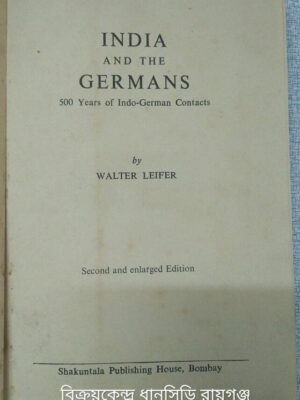 INDIA
AND THE
GERMANS
500 Years of Indo-German Contacts
by
WALTER LEIFER
Second and enlarged Edition
Shakuntala Publishing House, Bombay
বিক্রয়কেন্দ্র ধানসিড়ি রায়গঞ্জ